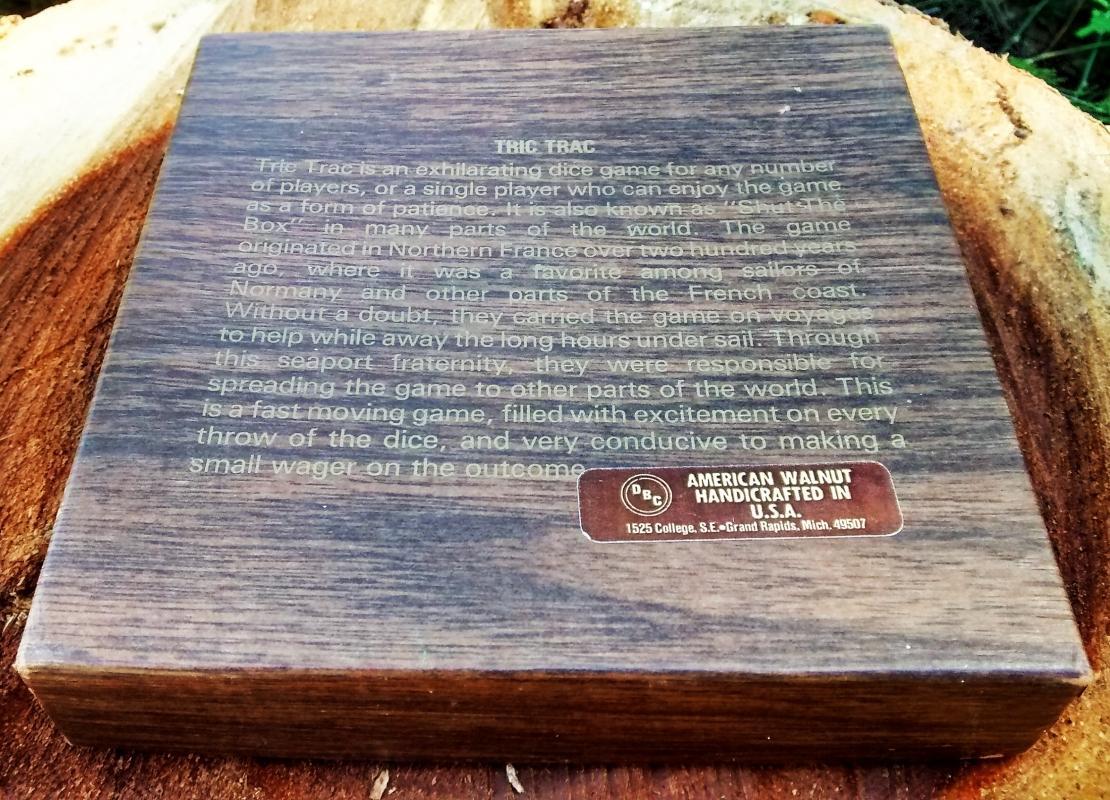 TRIC TRAC
Tric Trac is an exhilarating dice game for any number
of players, or a single player who can enjoy the game
as a form of patience. It is also known as "Shut The
Box" in many parts of the world. The game
originated in Northern France over two hundred years
ago, where it was a favorite among sailors of
Normany and other parts of the French coast.
Without a doubt, they carried the game on voyages
to help while away the long hours under sail. Through
this seaport fraternity, they were responsible for
spreading the game to other parts of the world. This
is a fast moving game, filled with excitement on every
throw of the dice, and very conducive to making a
small wager on the outcome.
DBC
AMERICAN WALNUT
HANDICRAFTED IN
U.S.A.
1525 College, S.E.•Grand Rapids, Mich. 49507